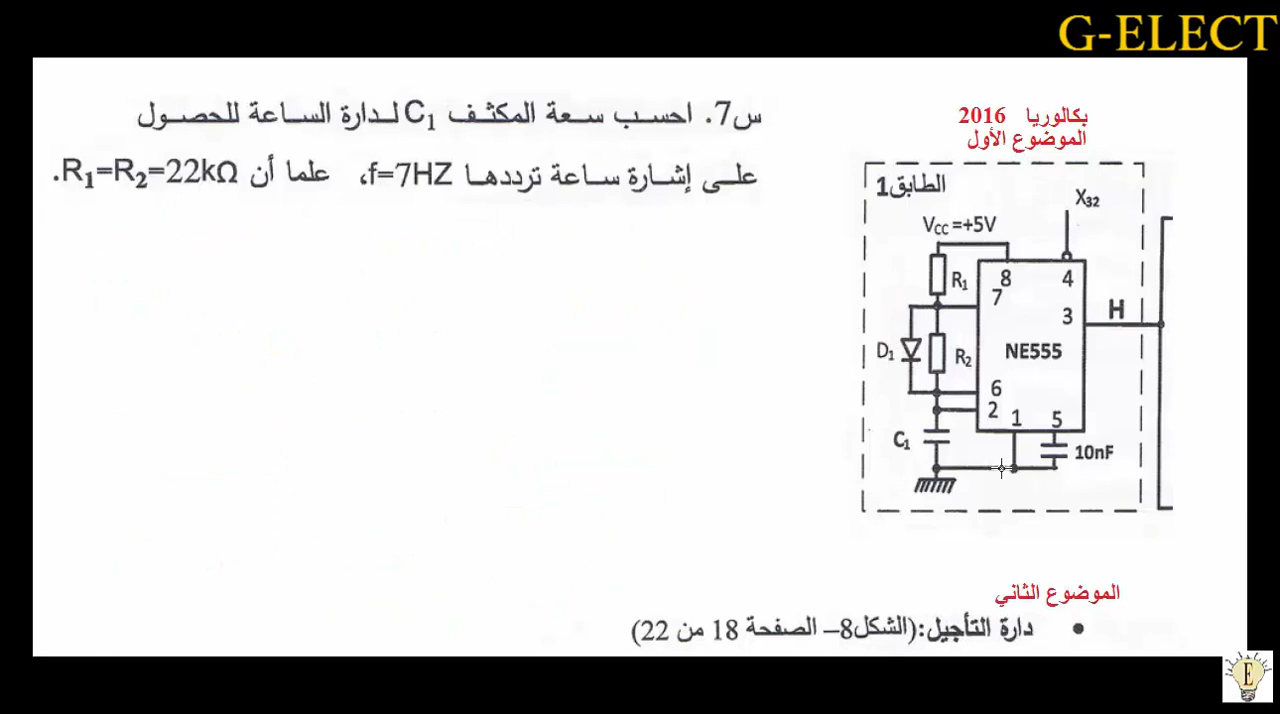 G-ELECT
س7. احسب سعة المكثف C₁ لدارة الساعة للحصول
على إشارة ساعة ترددها f=7HZ، علما أن R₁=R₂=22kΩ.
بكالوريا 2016
الموضوع الأول
الطابق1
X₃₂
V_CC =+5V
R₁
8
4
7
3
H
D₁
R₂
NE555
6
2
1
5
C₁
10nF
الموضوع الثاني
• دارة التأجيل: (الشكل8– الصفحة 18 من 22)
E